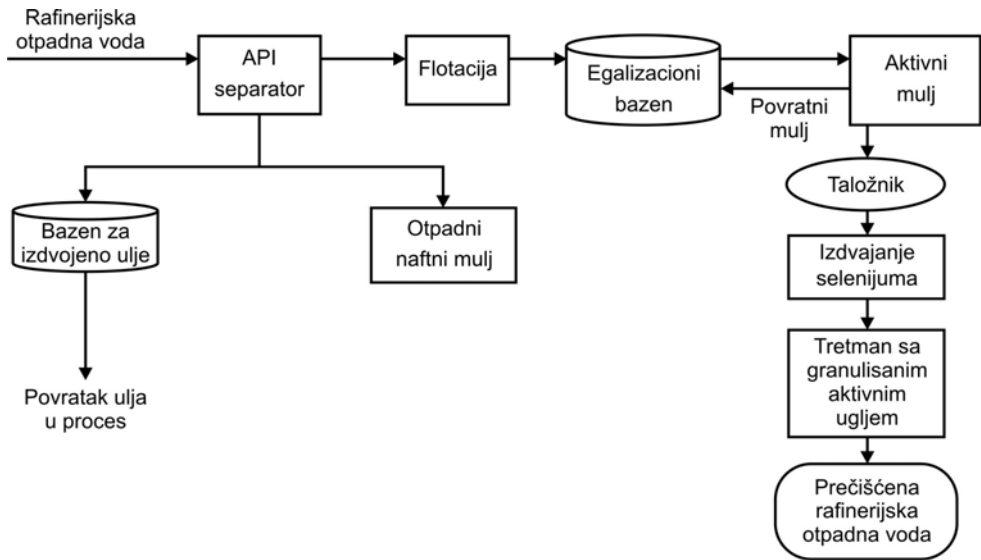 Rafinerijska
otpadna voda
API
separator
Flotacija
Egalizacioni
bazen
Aktivni
mulj
Povratni
mulj
Taložnik
Bazen za
izdvojeno ulje
Otpadni
naftni mulj
Izdvajanje
selenijuma
Tretman sa
granulisanim
aktivnim
ugljem
Povratak ulja
u proces
Prečišćena
rafinerijska
otpadna voda